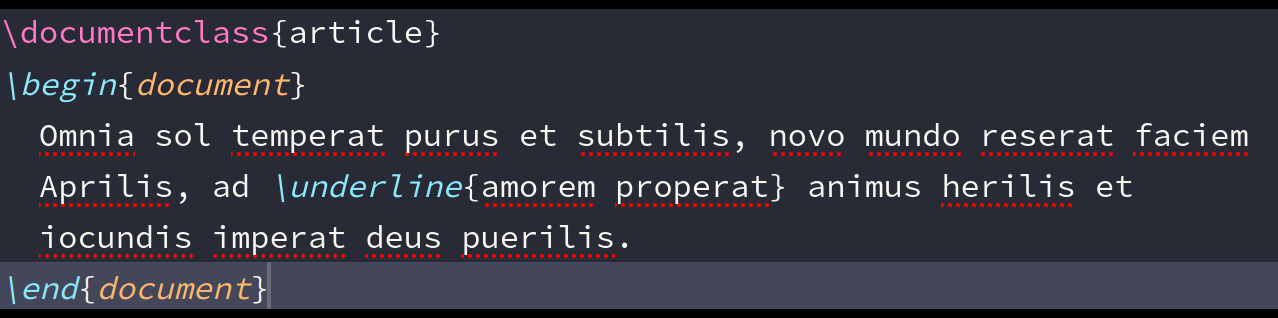 \documentclass{article}
\begin{document}
Omnia sol temperat purus et subtilis, novo mundo reserat faciem
Aprilis, ad \underline{amorem properat} animus herilis et
iocundis imperat deus puerilis.
\end{document}